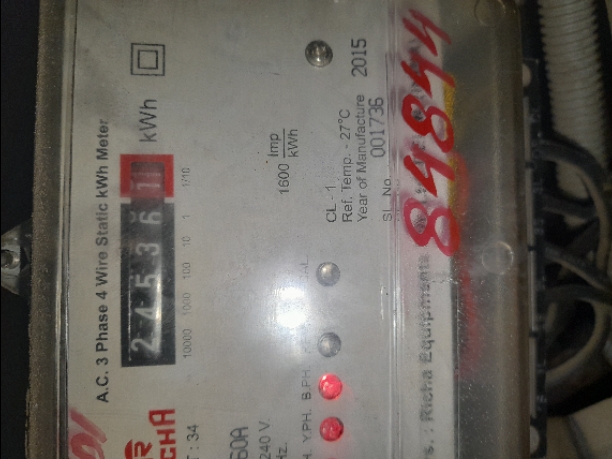 A.C. 3 Phase 4 Wire Static kWh Meter
2 4 5 3 6 1 kWh
10000 1000 100 10 1 1/10
: 34
60A
240 V.
Hz.
1600 Imp
kWh
Y.PH. B.PH.
CL - 1
Ref. Temp. - 27°C
Year of Manufacture 2015
SL. No. 001736
84844
Richa Equipments